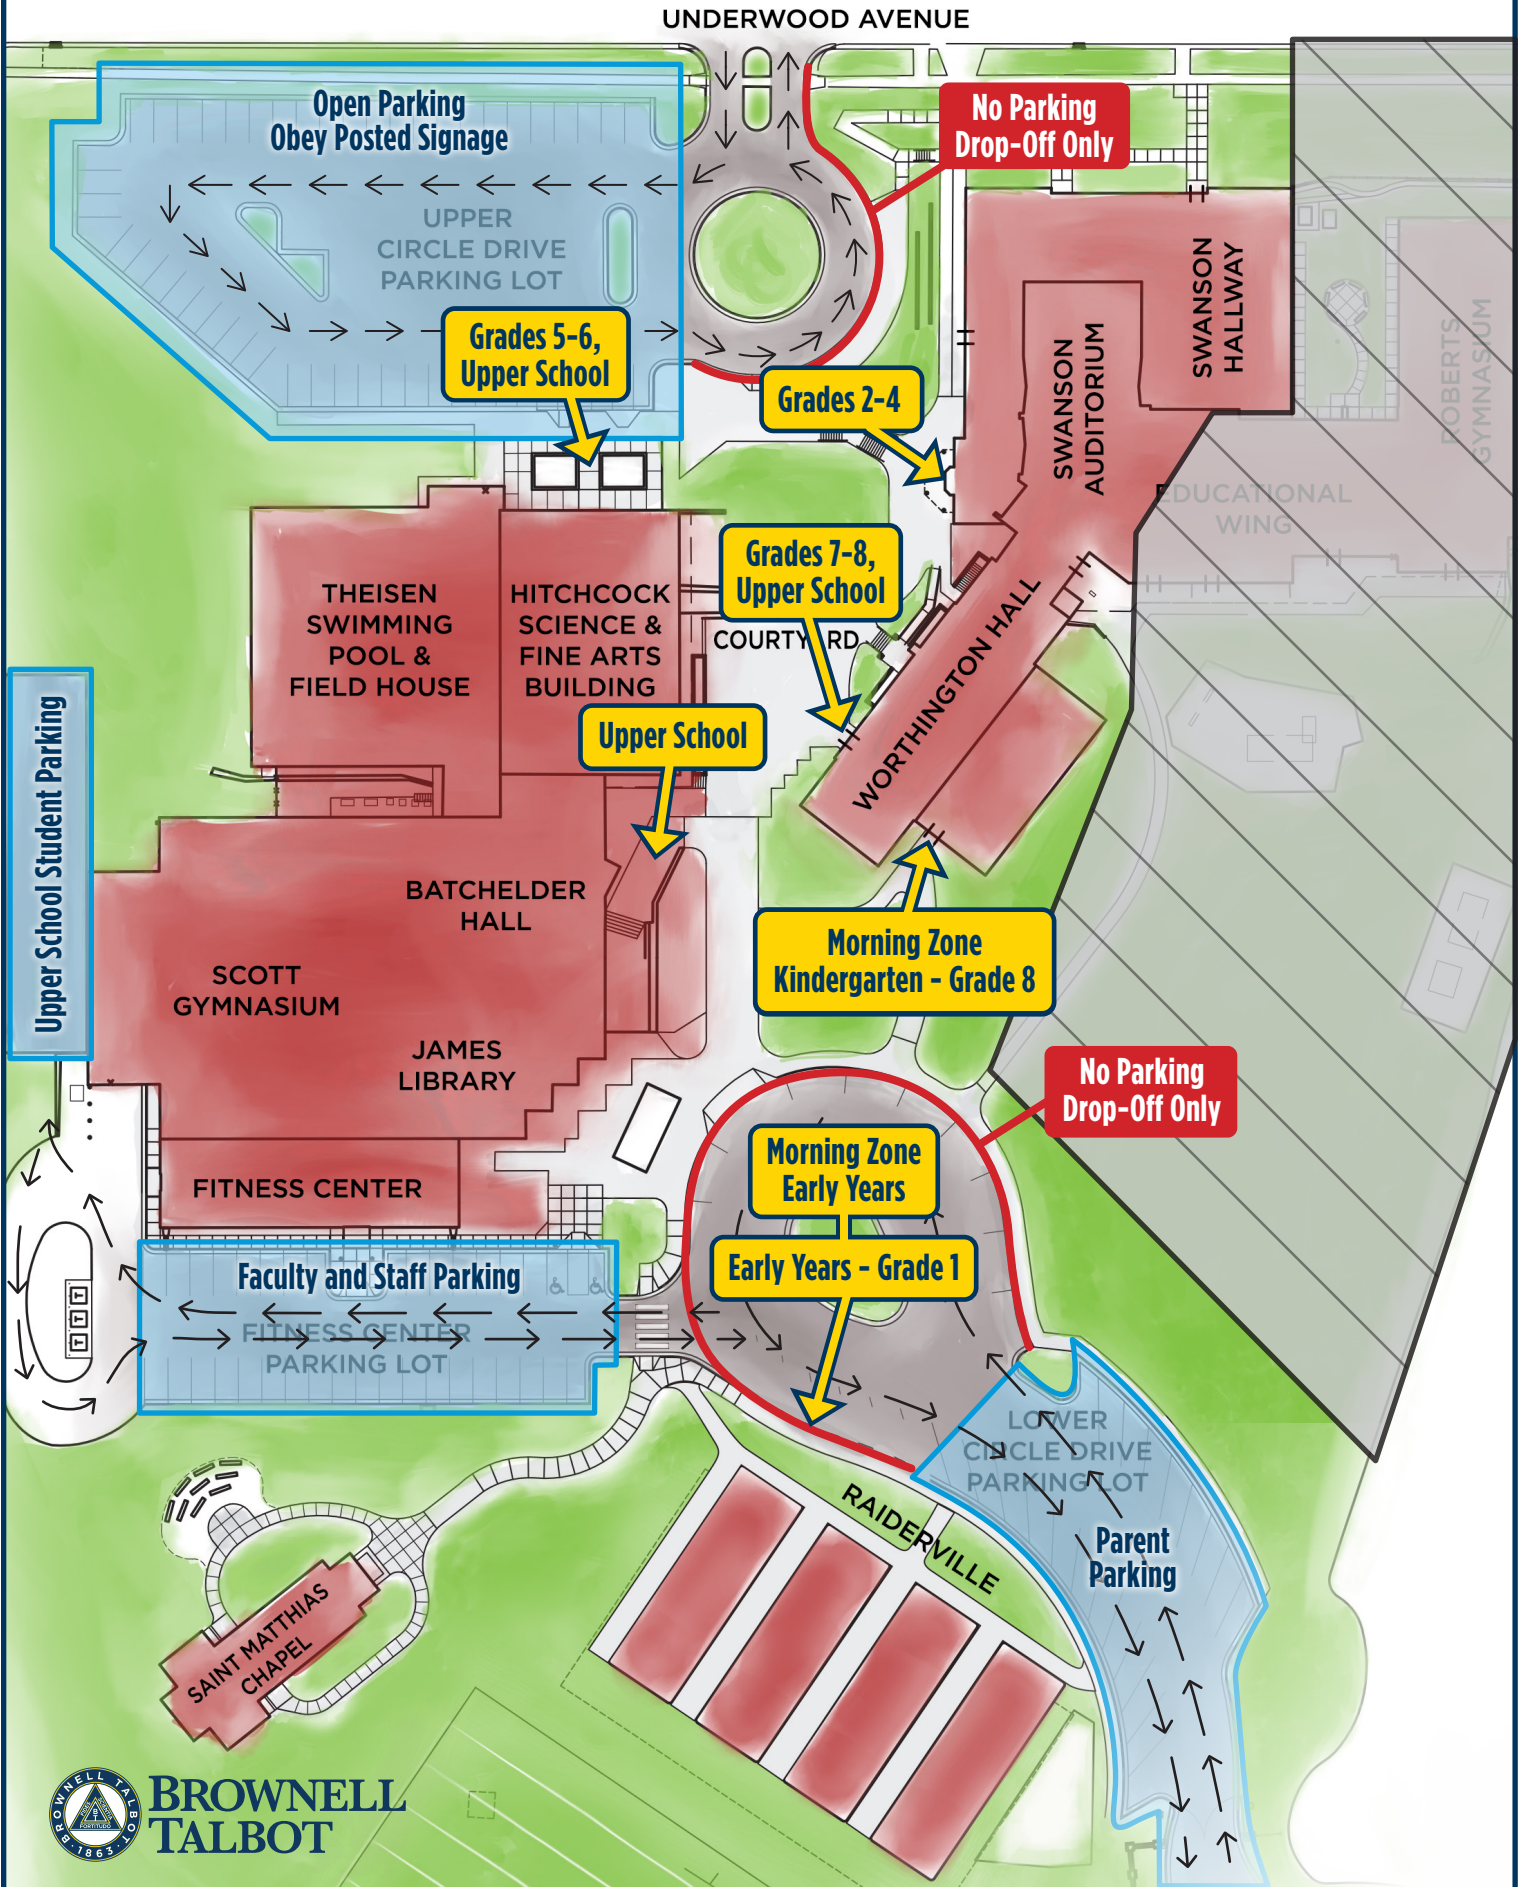 UNDERWOOD AVENUE
Open Parking
Obey Posted Signage
No Parking
Drop-Off Only
UPPER
CIRCLE DRIVE
PARKING LOT
SWANSON
HALLWAY
SWANSON
AUDITORIUM
ROBERTS
GYMNASIUM
Grades 5-6,
Upper School
Grades 2-4
EDUCATIONAL
WING
Grades 7-8,
Upper School
THEISEN
SWIMMING
POOL &
FIELD HOUSE
HITCHCOCK
SCIENCE &
FINE ARTS
BUILDING
COURTY RD
WORTHINGTON HALL
Upper School Student Parking
Upper School
BATCHELDER
HALL
Morning Zone
Kindergarten - Grade 8
SCOTT
GYMNASIUM
JAMES
LIBRARY
No Parking
Drop-Off Only
Morning Zone
Early Years
FITNESS CENTER
Early Years - Grade 1
Faculty and Staff Parking
FITNESS CENTER
PARKING LOT
T
T
T
LOWER
CIRCLE DRIVE
PARKING LOT
Parent
Parking
RAIDERVILLE
SAINT MATTHIAS
CHAPEL
BROWNELL TALBOT
1863
BROWNELL
TALBOT